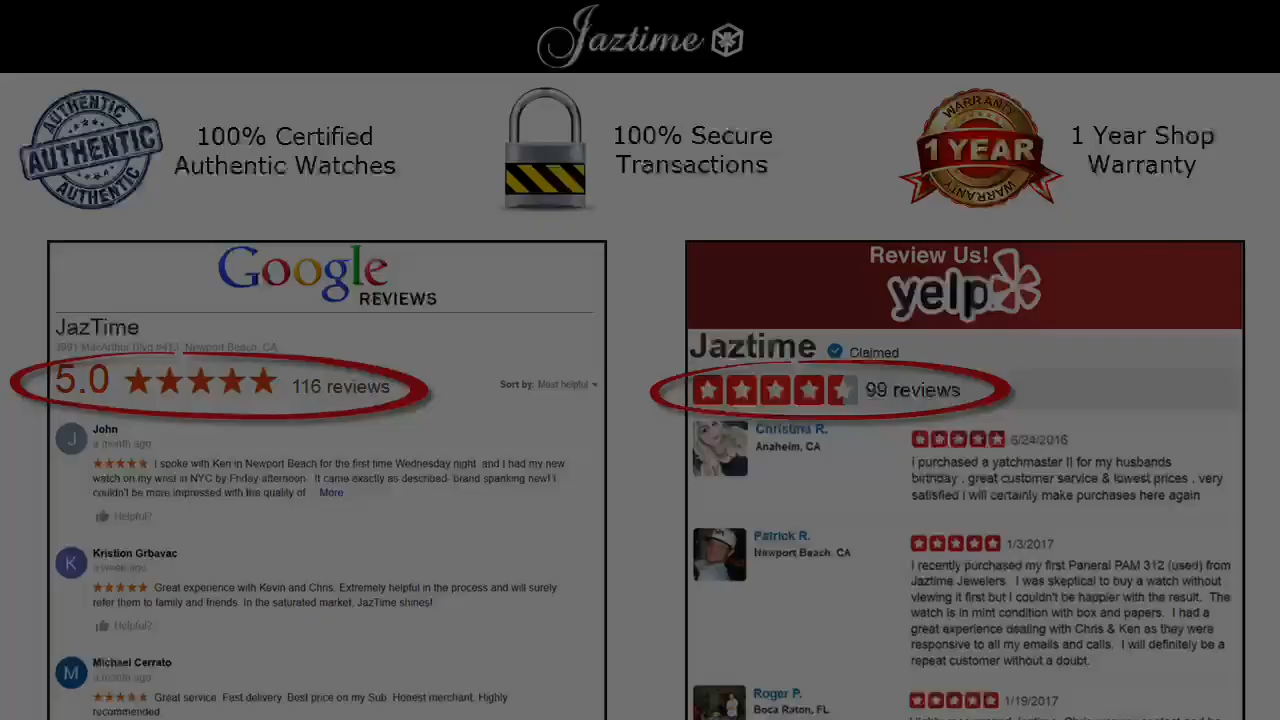 Jaztime
AUTHENTIC
AUTHENTIC
AUTHENTIC
100% Certified
Authentic Watches
100% Secure
Transactions
WARRANTY
1 YEAR
WARRANTY
1 Year Shop
Warranty
Google
REVIEWS
JazTime
Newport Beach, CA
5.0 116 reviews
Sort by: Most helpful
J
John
a month ago
I spoke with Ken in Newport Beach for the first time Wednesday night and I had my new
watch on my wrist in NYC by Friday afternoon. It came exactly as described- brand spanking new! I
couldn't be more impressed with the quality of More
Helpful?
K
Kristion Grbavac
a week ago
Great experience with Kevin and Chris. Extremely helpful in the process and will surely
refer them to family and friends. In the saturated market, JazTime shines!
Helpful?
M
Michael Cerrato
a month ago
Great service. Fast delivery. Best price on my Sub. Honest merchant. Highly
recommended
Review Us!
yelp
Jaztime Claimed
99 reviews
Christina R.
Anaheim, CA
6/24/2016
i purchased a yatchmaster II for my husbands
birthday . great customer service & lowest prices . very
satisfied i will certainly make purchases here again
Patrick R.
Newport Beach, CA
1/3/2017
I recently purchased my first Panerai PAM 312 (used) from
Jaztime Jewelers. I was skeptical to buy a watch without
viewing it first but I couldn't be happier with the result. The
watch is in mint condition with box and papers. I had a
great experience dealing with Chris & Ken as they were
responsive to all my emails and calls. I will definitely be a
repeat customer without a doubt.
Roger P.
Boca Raton, FL
1/19/2017